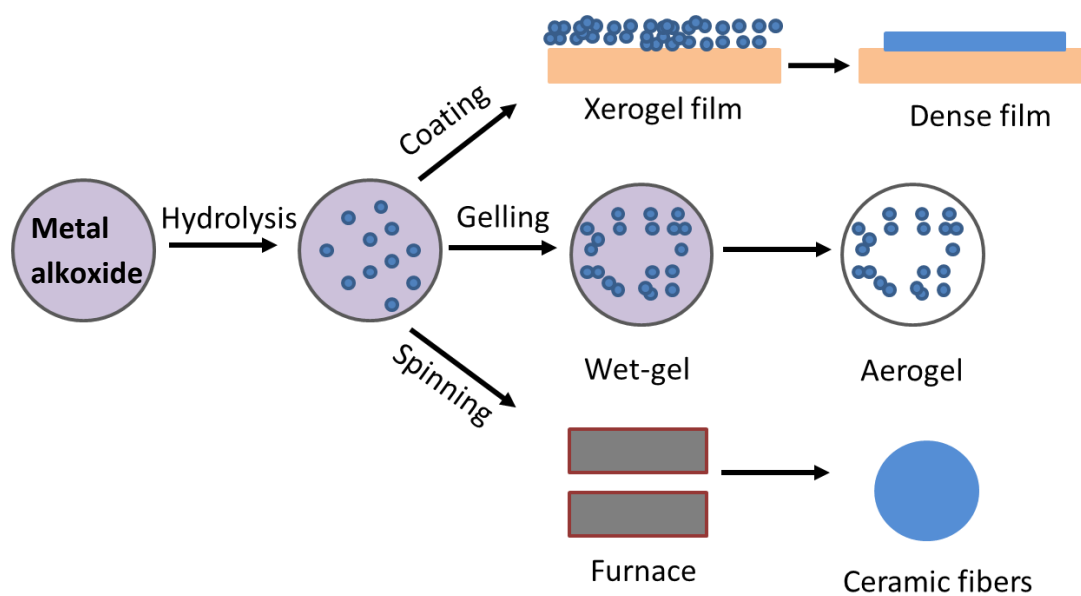 Metal
alkoxide
Hydrolysis
Coating
Xerogel film
Dense film
Gelling
Wet-gel
Aerogel
Spinning
Furnace
Ceramic fibers